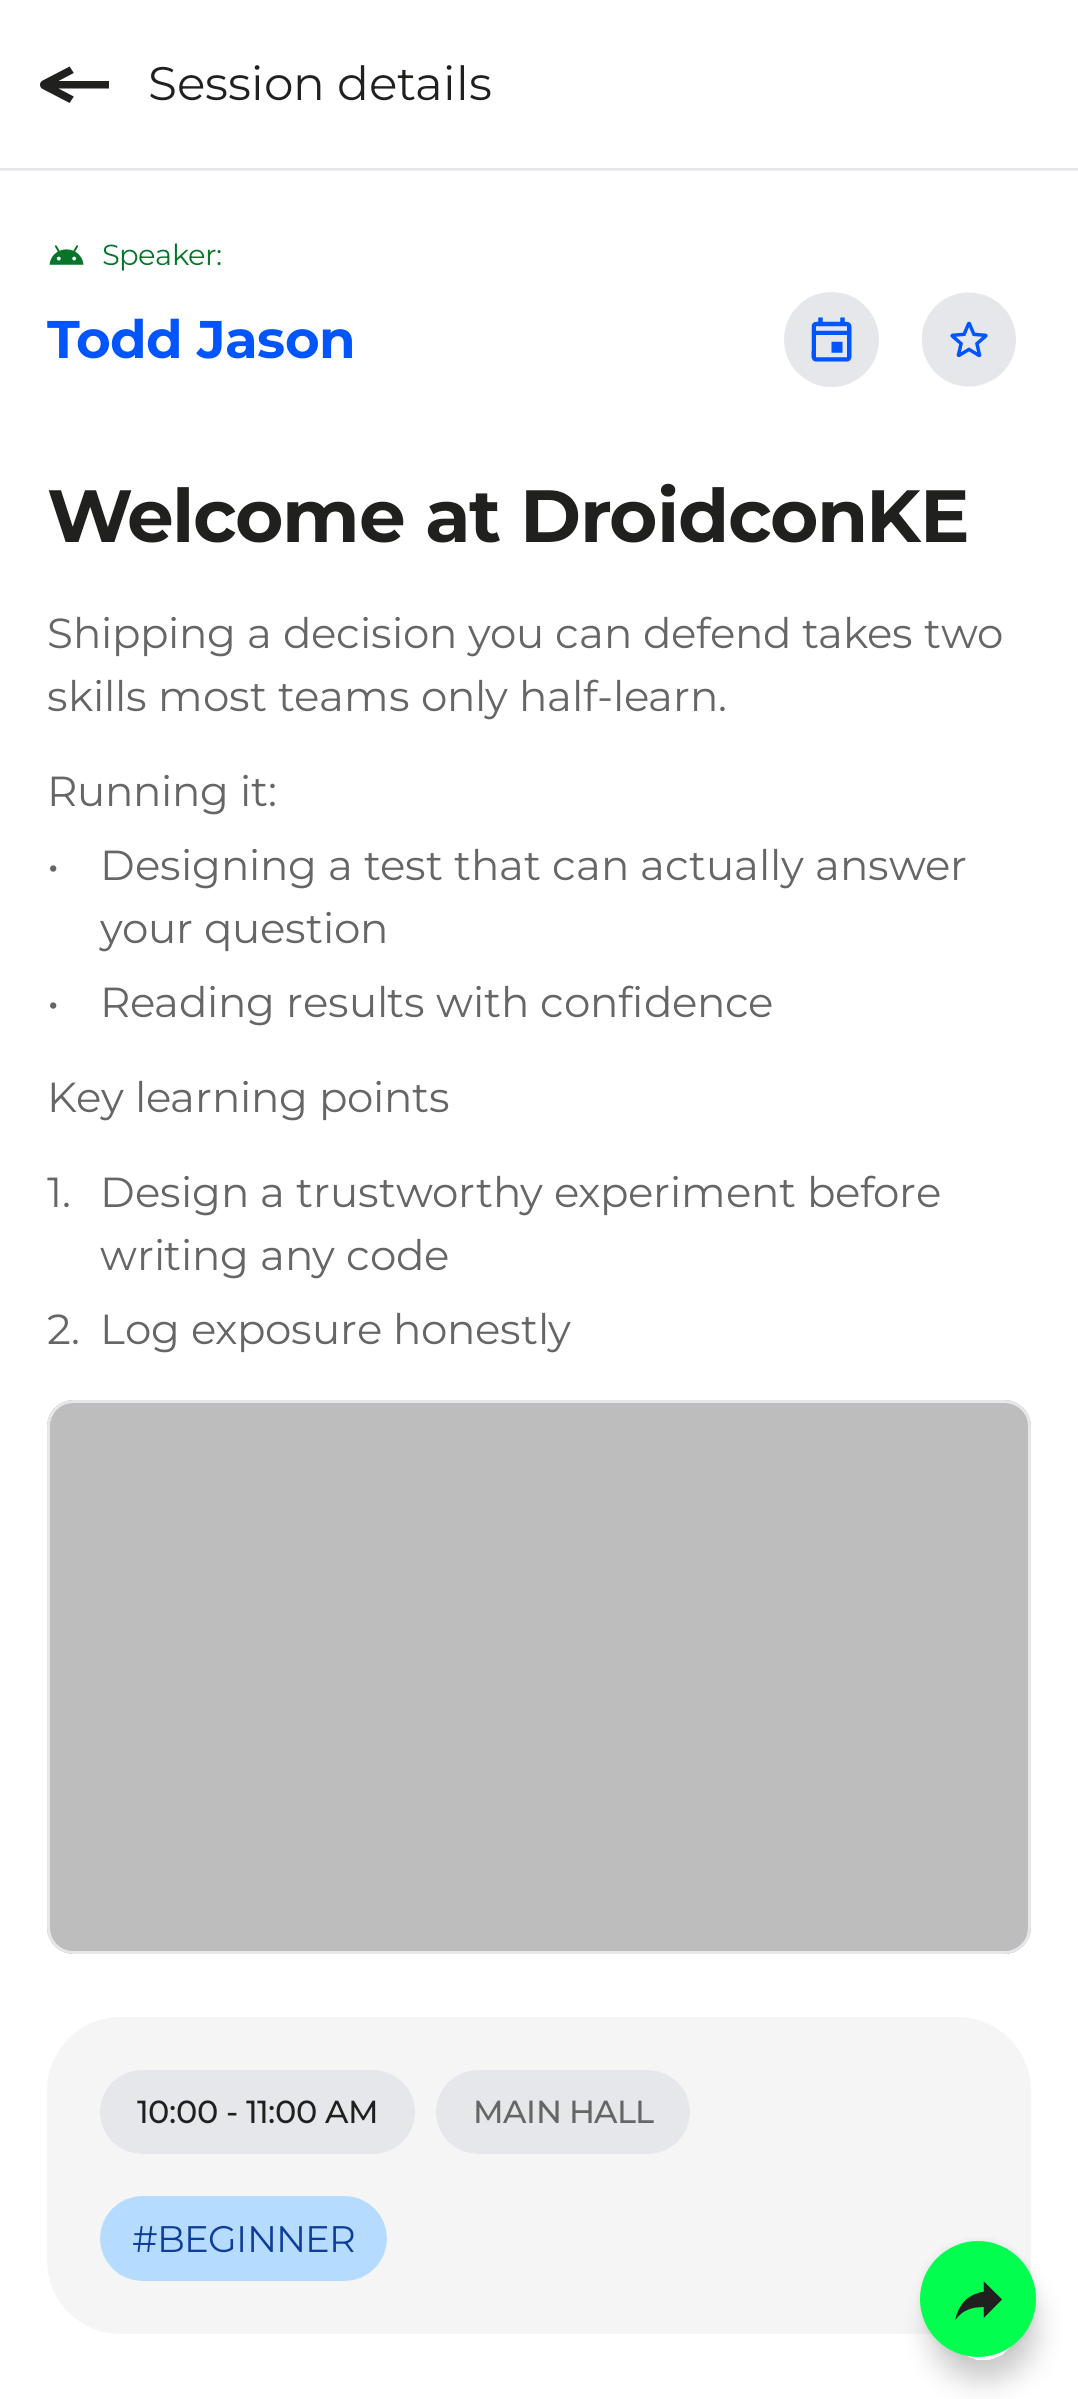 Session details
Speaker:
Todd Jason
Welcome at DroidconKE
Shipping a decision you can defend takes two
skills most teams only half-learn.
Running it:
• Designing a test that can actually answer
your question
• Reading results with confidence
Key learning points
1. Design a trustworthy experiment before
writing any code
2. Log exposure honestly
10:00 - 11:00 AM
MAIN HALL
#BEGINNER